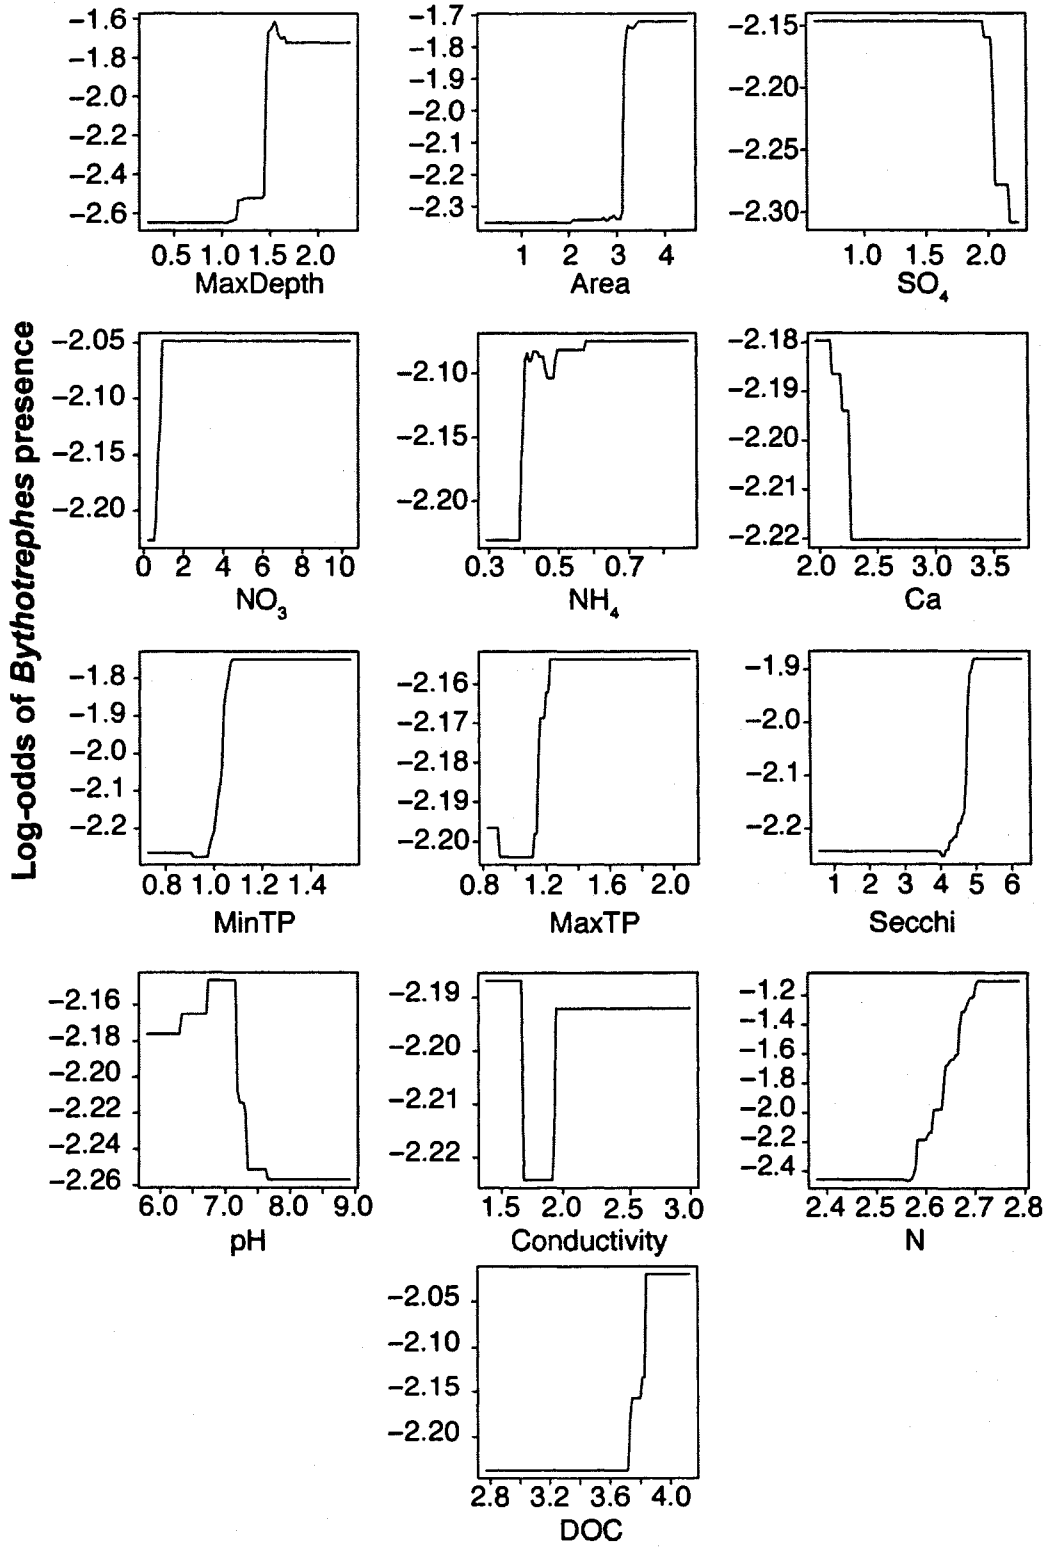 Log-odds of Bythotrephes presence
−1.6
−1.8
−2.0
−2.2
−2.4
−2.6
0.5 1.0 1.5 2.0
MaxDepth
−1.7
−1.8
−1.9
−2.0
−2.1
−2.2
−2.3
1 2 3 4
Area
−2.15
−2.20
−2.25
−2.30
1.0 1.5 2.0
SO₄
−2.05
−2.10
−2.15
−2.20
0 2 4 6 8 10
NO₃
−2.10
−2.15
−2.20
0.3 0.5 0.7
NH₄
−2.18
−2.19
−2.20
−2.21
−2.22
2.0 2.5 3.0 3.5
Ca
−1.8
−1.9
−2.0
−2.1
−2.2
0.8 1.0 1.2 1.4
MinTP
−2.16
−2.17
−2.18
−2.19
−2.20
0.8 1.2 1.6 2.0
MaxTP
−1.9
−2.0
−2.1
−2.2
1 2 3 4 5 6
Secchi
−2.16
−2.18
−2.20
−2.22
−2.24
−2.26
6.0 7.0 8.0 9.0
pH
−2.19
−2.20
−2.21
−2.22
1.5 2.0 2.5 3.0
Conductivity
−1.2
−1.4
−1.6
−1.8
−2.0
−2.2
−2.4
2.4 2.5 2.6 2.7 2.8
N
−2.05
−2.10
−2.15
−2.20
2.8 3.2 3.6 4.0
DOC